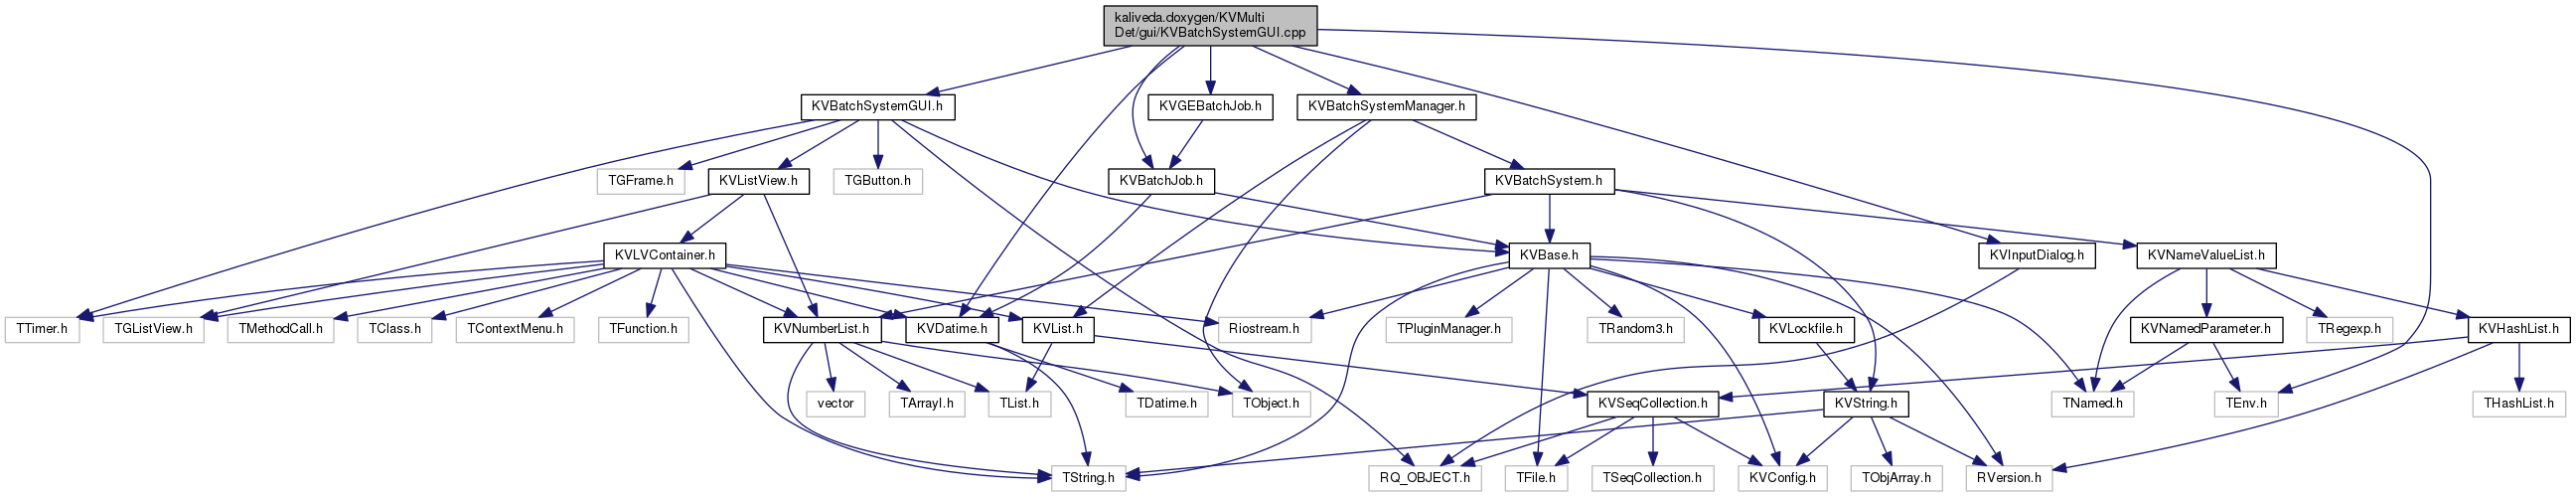 kaliveda.doxygen/KVMulti
Det/gui/KVBatchSystemGUI.cpp
KVBatchSystemGUI.h
KVGEBatchJob.h
KVBatchSystemManager.h
TGFrame.h
KVListView.h
TGButton.h
KVBatchJob.h
KVBatchSystem.h
KVLVContainer.h
KVBase.h
KVInputDialog.h
KVNameValueList.h
TTimer.h
TGListView.h
TMethodCall.h
TClass.h
TContextMenu.h
TFunction.h
KVNumberList.h
KVDatime.h
KVList.h
Riostream.h
TPluginManager.h
TRandom3.h
KVLockfile.h
KVNamedParameter.h
TRegexp.h
KVHashList.h
vector
TArrayI.h
TList.h
TDatime.h
TObject.h
KVSeqCollection.h
KVString.h
TNamed.h
TEnv.h
THashList.h
TString.h
RQ_OBJECT.h
TFile.h
TSeqCollection.h
KVConfig.h
TObjArray.h
RVersion.h